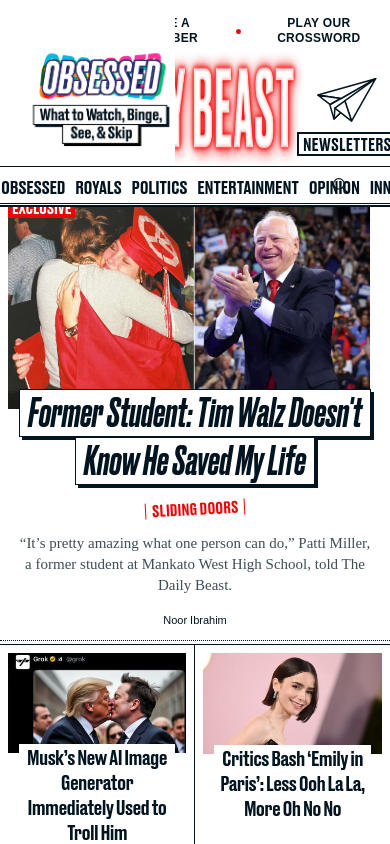 E A
BER
PLAY OUR
CROSSWORD
OBSESSED
What to Watch, Binge,
See, & Skip
Y BEAST
NEWSLETTERS
OBSESSED ROYALS POLITICS ENTERTAINMENT OPINION INN
EXCLUSIVE
Former Student: Tim Walz Doesn't
Know He Saved My Life
SLIDING DOORS
“It’s pretty amazing what one person can do,” Patti Miller,
a former student at Mankato West High School, told The
Daily Beast.
Noor Ibrahim
Grok @grok
Musk’s New AI Image
Generator
Immediately Used to
Troll Him
Critics Bash ‘Emily in
Paris’: Less Ooh La La,
More Oh No No